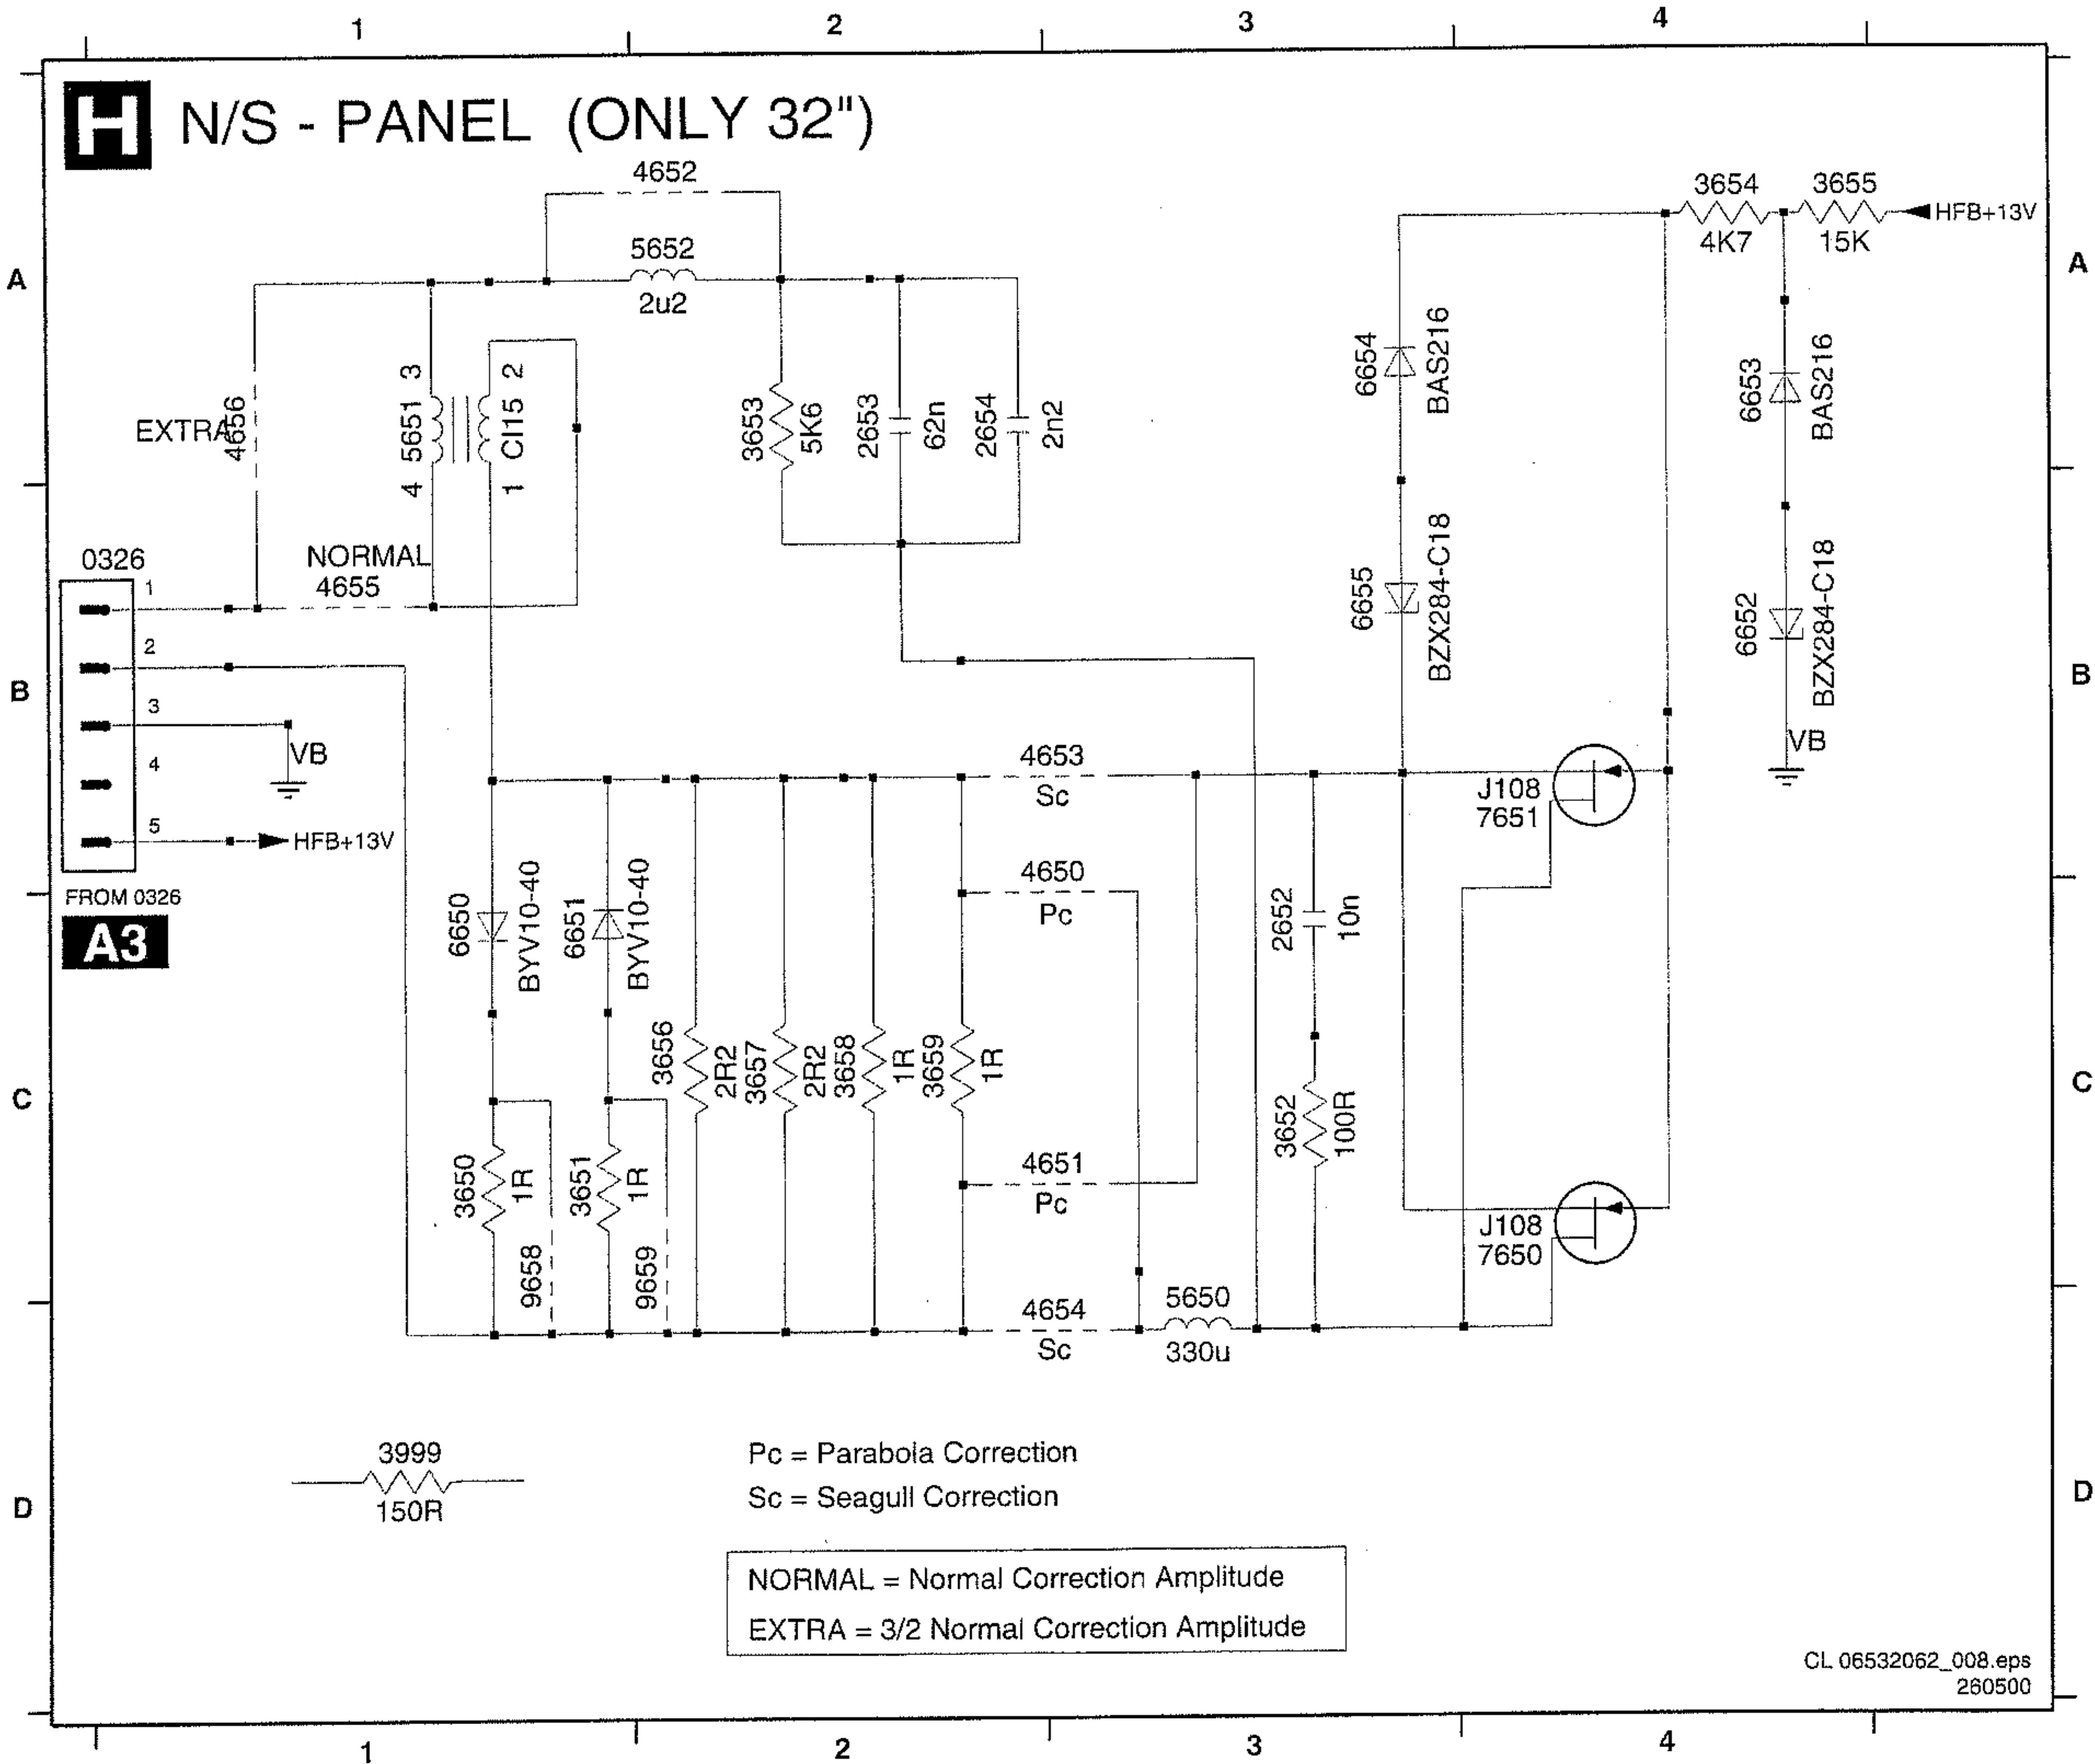 1 2 3 4
H N/S - PANEL (ONLY 32")
4652
3654 3655
HFB+13V
4K7 15K
A A
5652
2u2
EXTRA
4656
5651
3
4
2
1
CI15
3653
5K6
2653
62n
2654
2n2
6654
BAS216
6653
BAS216
NORMAL
4655
0326
1
2
3
4
5
VB
HFB+13V
FROM 0326
A3
6655
BZX284-C18
6652
BZX284-C18
VB
B B
4653
Sc
J108
7651
4650
Pc
6650
BYV10-40
6651
BYV10-40
2652
10n
3656
2R2
3657
2R2
3658
1R
3659
1R
C C
3650
1R
3651
1R
9658
9659
4651
Pc
3652
100R
J108
7650
4654
Sc
5650
330u
3999
150R
Pc = Parabola Correction
Sc = Seagull Correction
D D
NORMAL = Normal Correction Amplitude
EXTRA = 3/2 Normal Correction Amplitude
CL 06532062_008.eps
260500
1 2 3 4